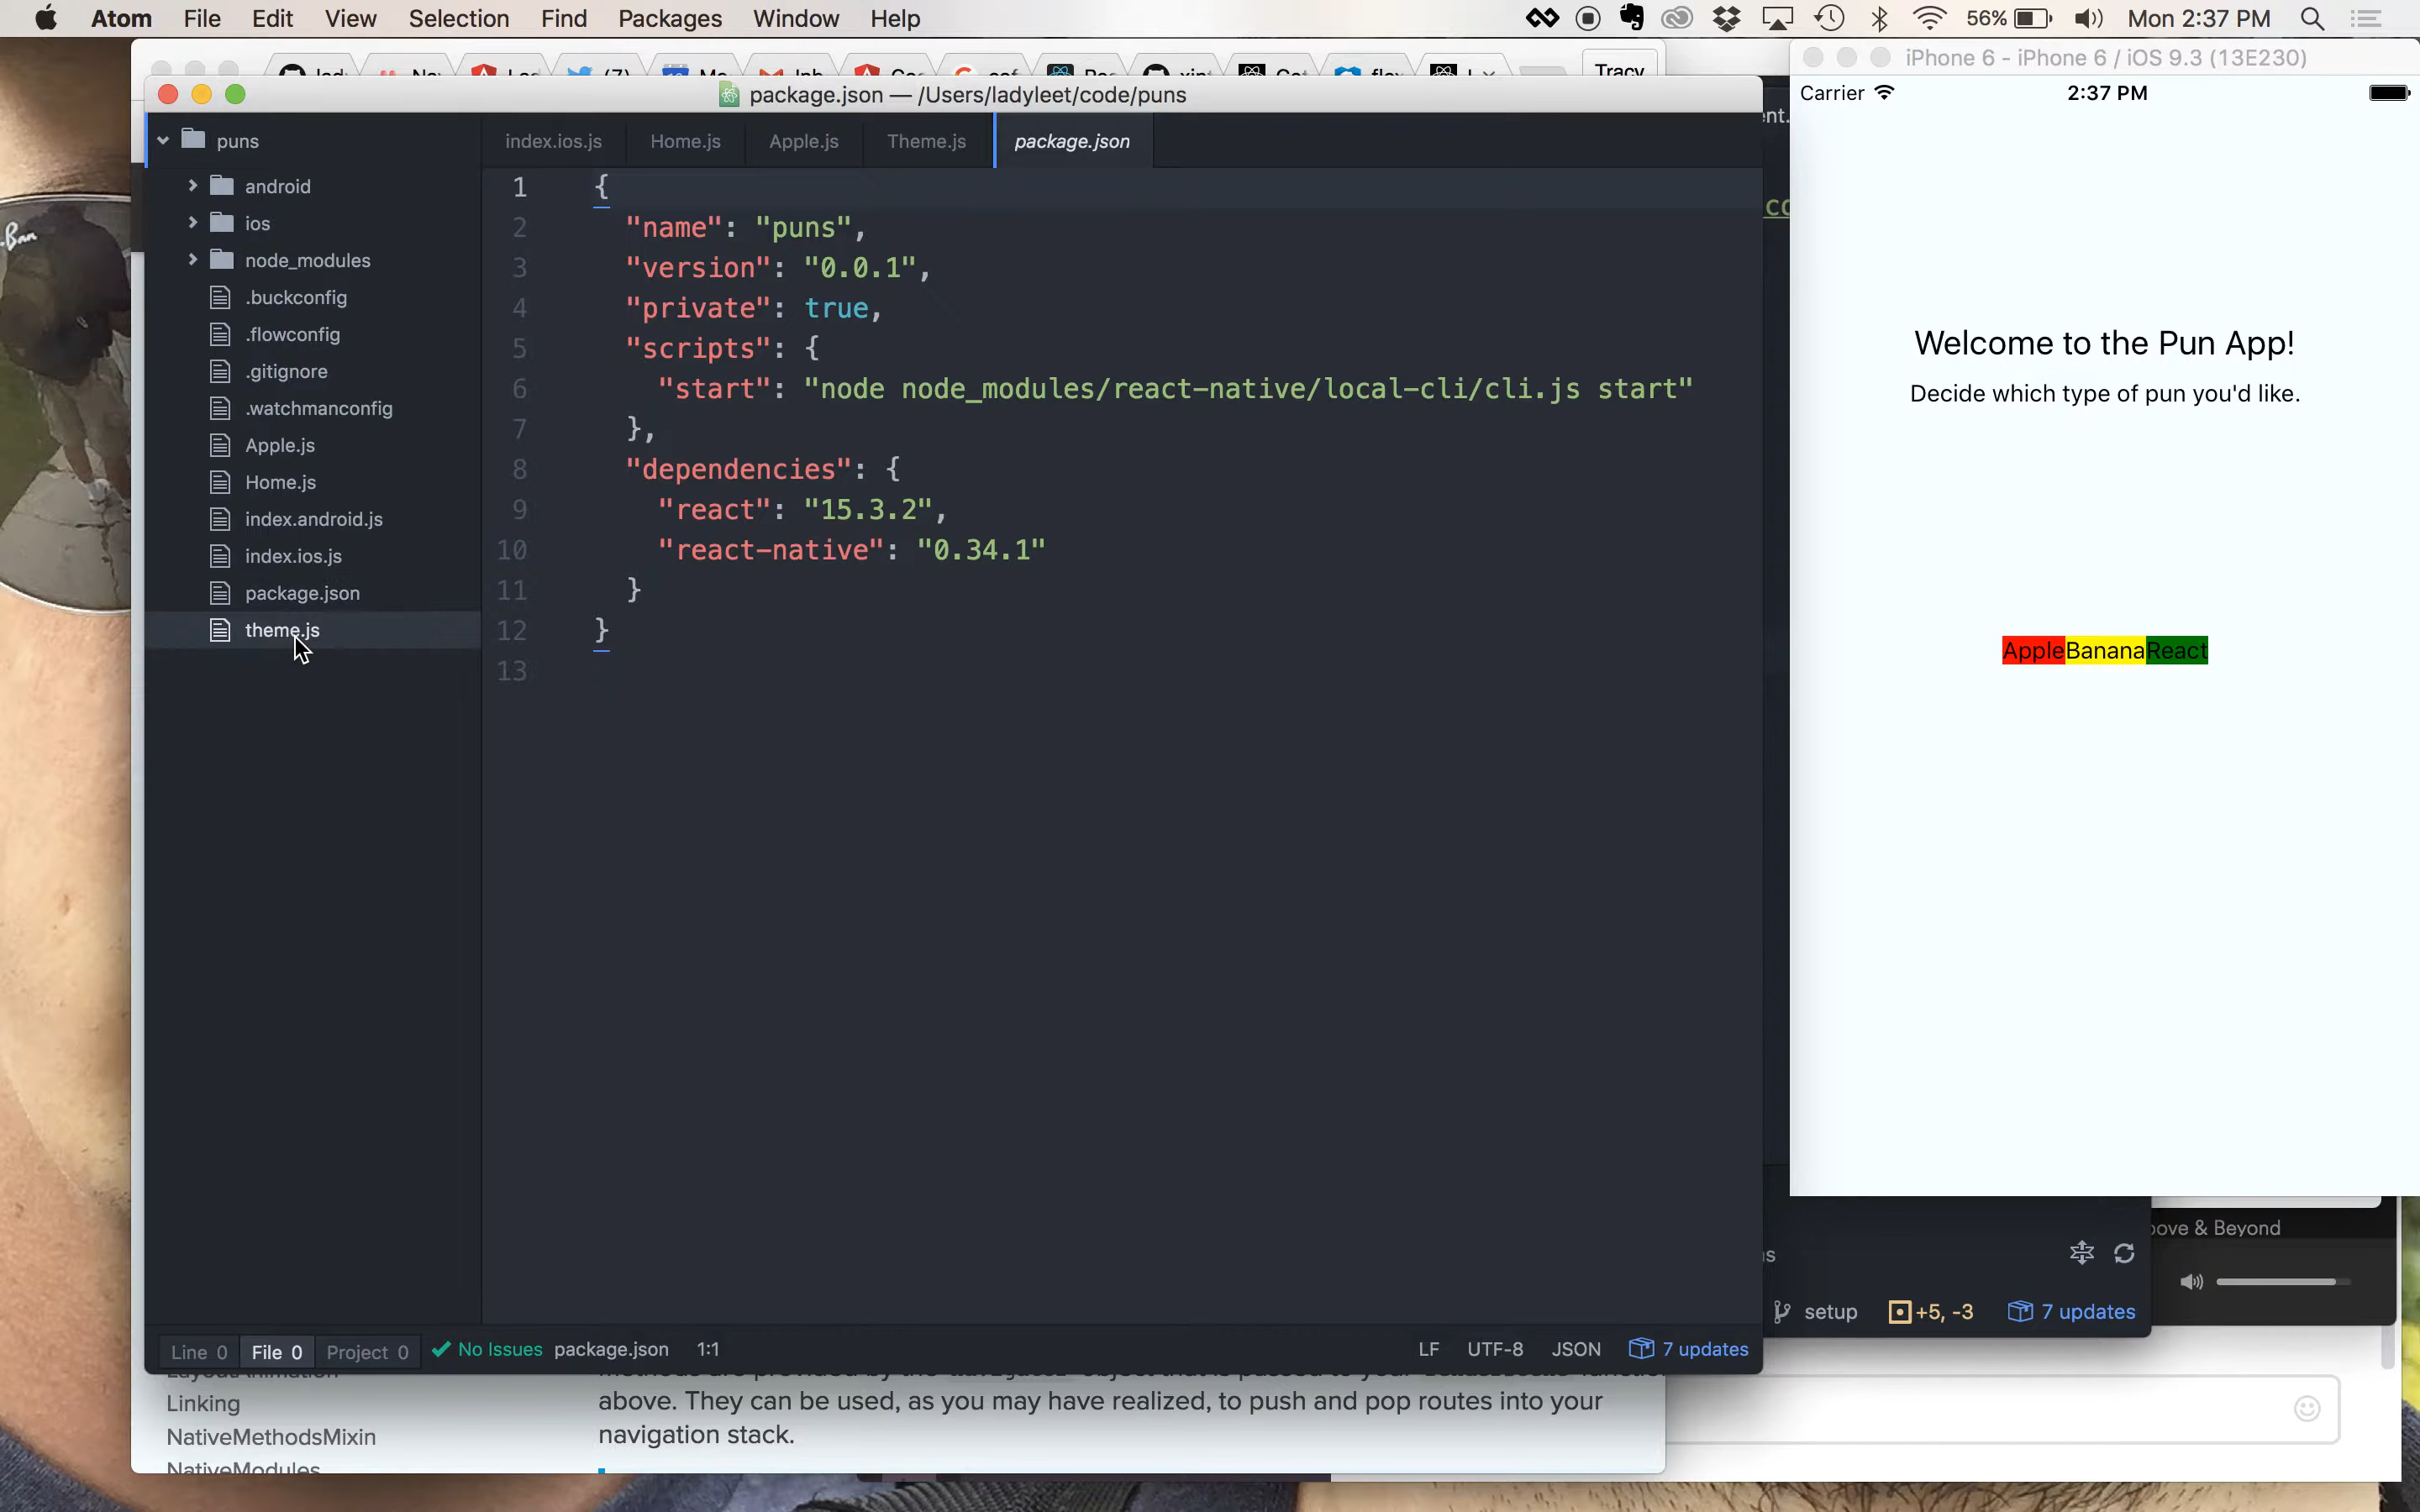 Atom File Edit View Selection Find Packages Window Help 56% Mon 2:37 PM
(7) Tracy
iPhone 6 - iPhone 6 / iOS 9.3 (13E230)
package.json — /Users/ladyleet/code/puns
Carrier 2:37 PM
puns
index.ios.js Home.js Apple.js Theme.js package.json
android
ios
node_modules
.buckconfig
.flowconfig
.gitignore
.watchmanconfig
Apple.js
Home.js
index.android.js
index.ios.js
package.json
theme.js
1 {
2 "name": "puns",
3 "version": "0.0.1",
4 "private": true,
5 "scripts": {
6 "start": "node node_modules/react-native/local-cli/cli.js start"
7 },
8 "dependencies": {
9 "react": "15.3.2",
10 "react-native": "0.34.1"
11 }
12 }
13
Welcome to the Pun App!
Decide which type of pun you'd like.
AppleBananaReact
& Beyond
setup +5, -3 7 updates
Line 0 File 0 Project 0 No Issues package.json 1:1 LF UTF-8 JSON 7 updates
Linking
NativeMethodsMixin
NativeModules
above. They can be used, as you may have realized, to push and pop routes into your
navigation stack.